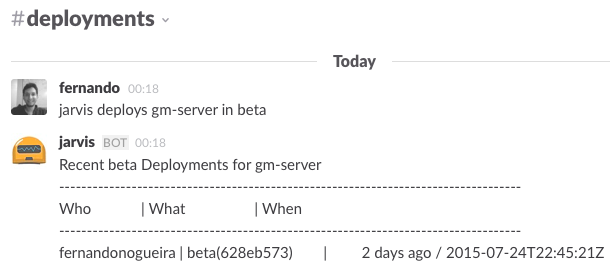 #deployments
Today
fernando 00:18
jarvis deploys gm-server in beta
jarvis BOT 00:18
Recent beta Deployments for gm-server
------------------------------------------------------------------------------------
Who | What | When
------------------------------------------------------------------------------------
fernandonogueira | beta(628eb573) | 2 days ago / 2015-07-24T22:45:21Z